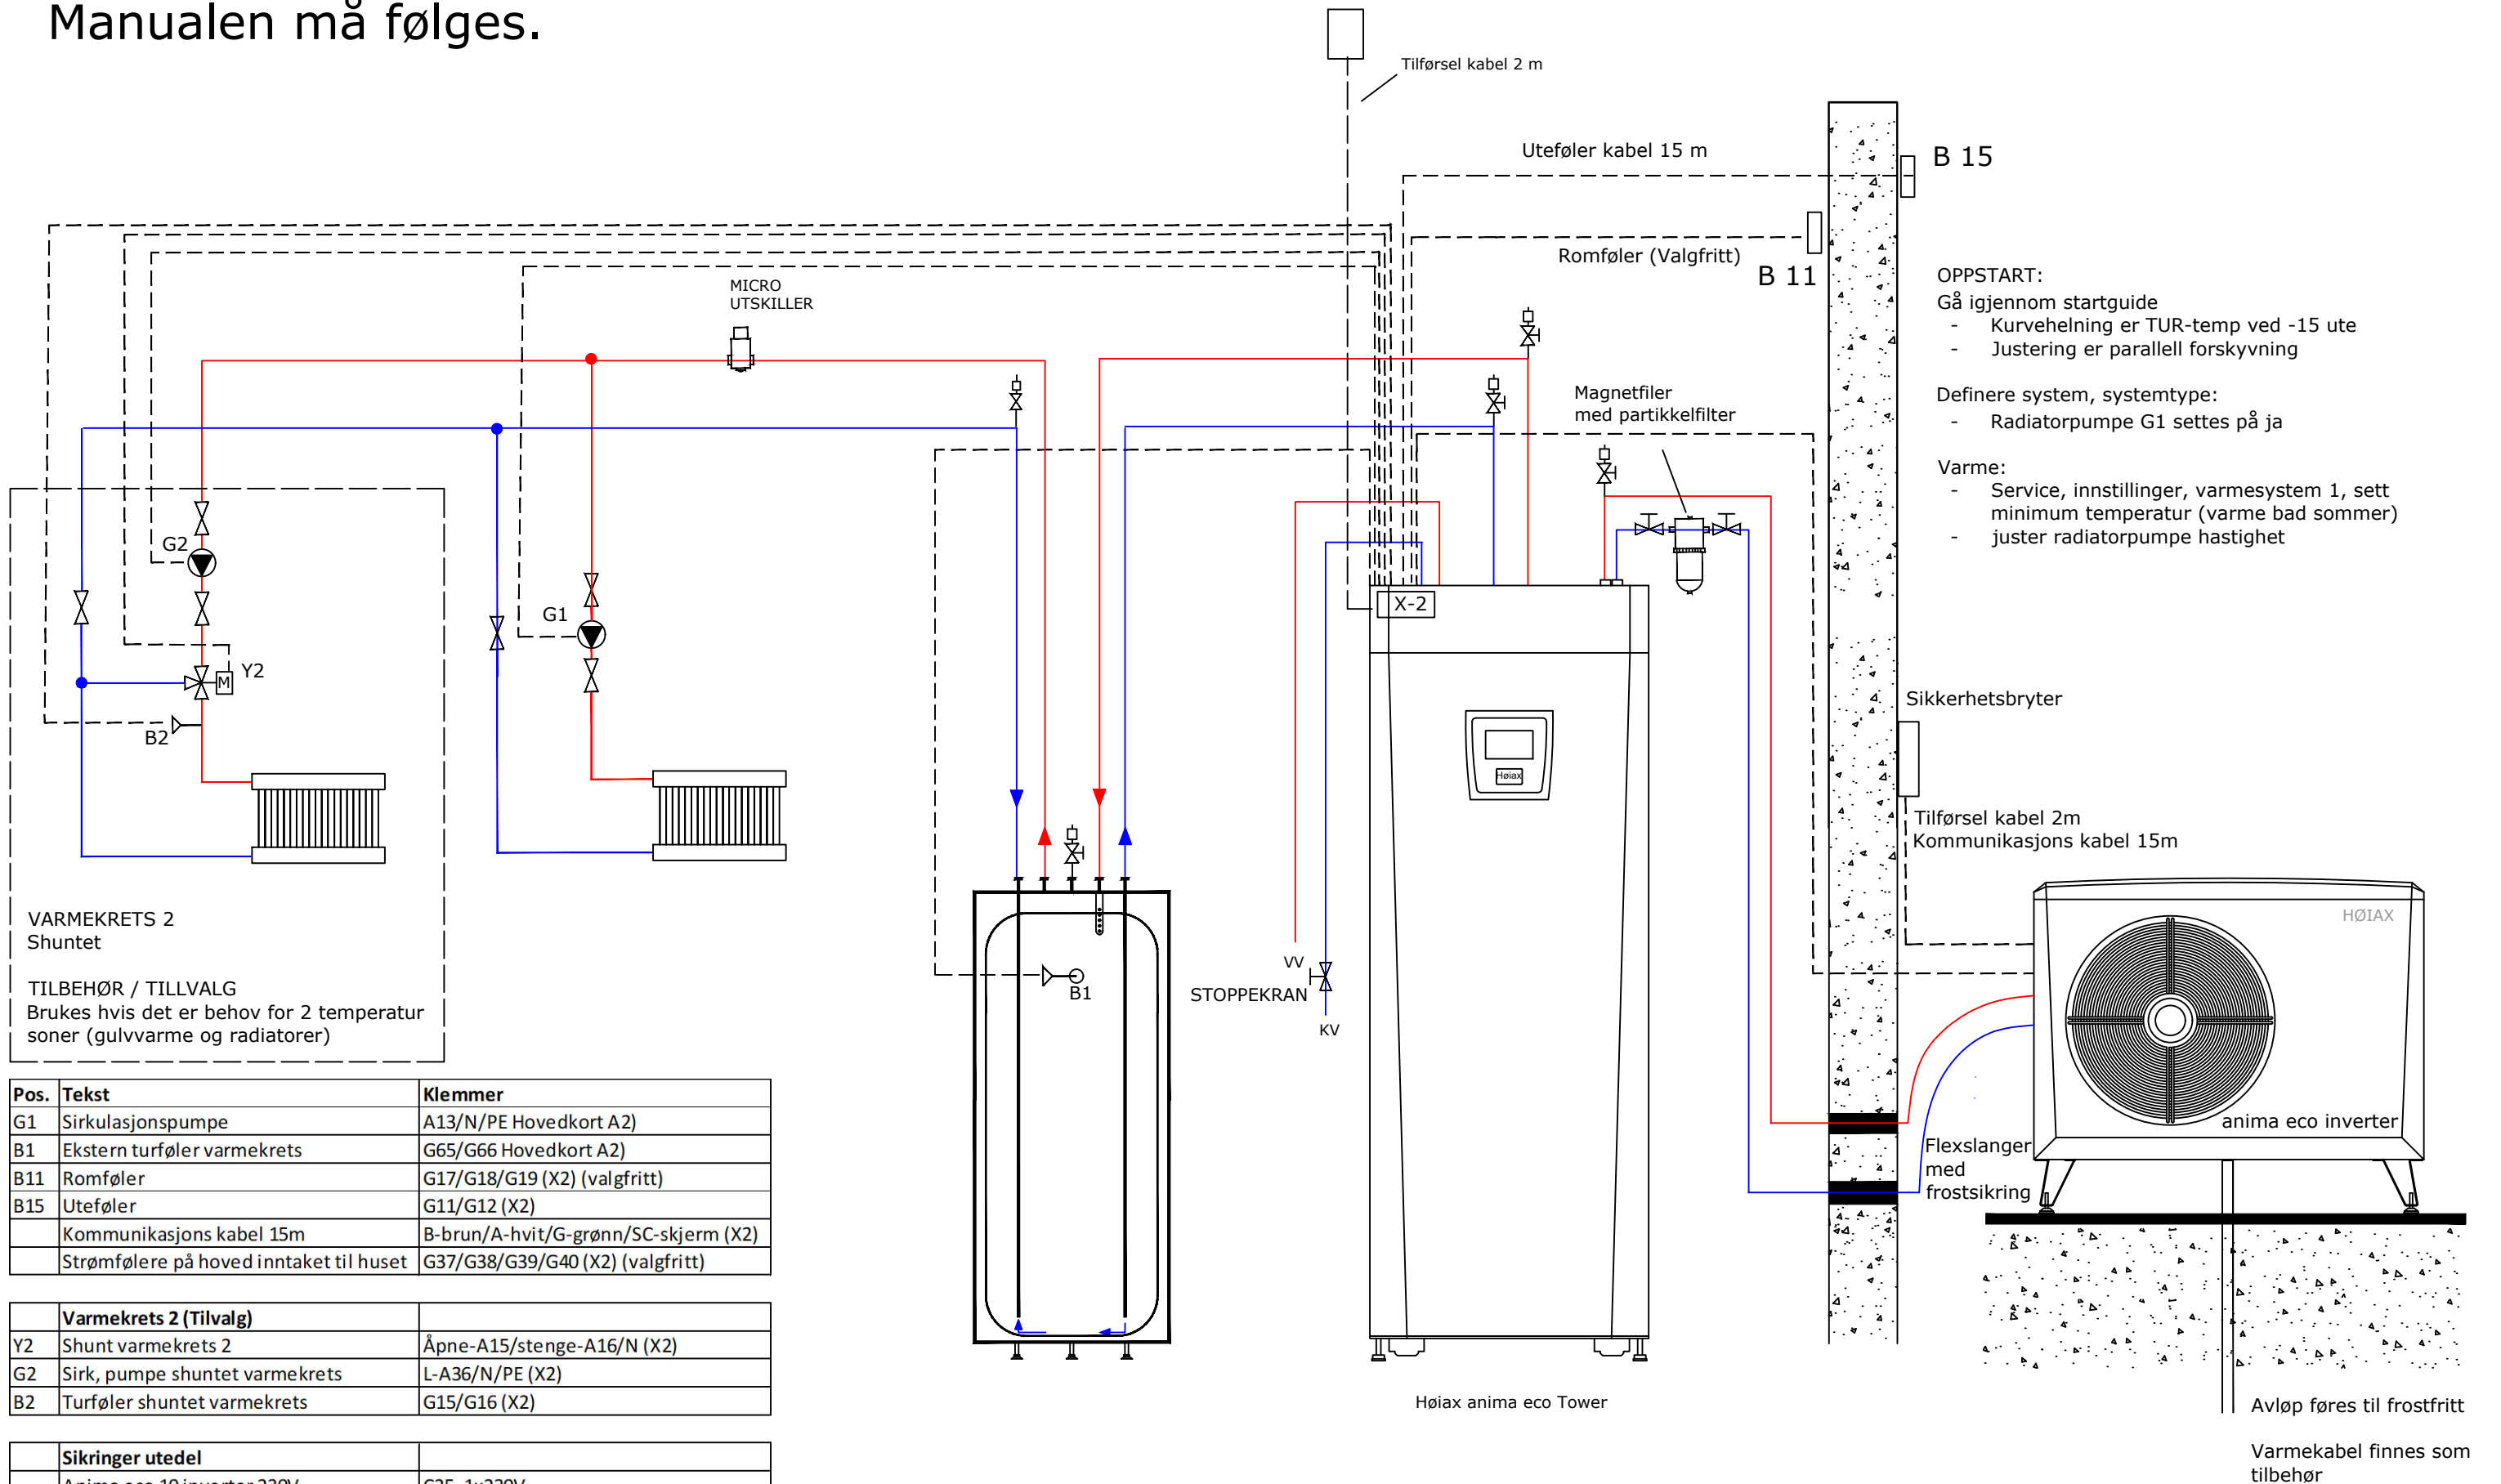 Manualen må følges.
Tilførsel kabel 2 m
Uteføler kabel 15 m
B 15
Romføler (Valgfritt)
B 11
MICRO
UTSKILLER
OPPSTART:
Gå igjennom startguide
- Kurvehelning er TUR-temp ved -15 ute
- Justering er parallell forskyvning
Definere system, systemtype:
- Radiatorpumpe G1 settes på ja
Varme:
- Service, innstillinger, varmesystem 1, sett
minimum temperatur (varme bad sommer)
- juster radiatorpumpe hastighet
Magnetfiler
med partikkelfilter
G2
G1
X-2
Y2
M
B2
Høiax
Sikkerhetsbryter
Tilførsel kabel 2m
Kommunikasjons kabel 15m
HØIAX
VARMEKRETS 2
Shuntet
TILBEHØR / TILLVALG
Brukes hvis det er behov for 2 temperatur
soner (gulvvarme og radiatorer)
B1
VV
STOPPEKRAN
KV
anima eco inverter
Flexslanger
med
frostsikring
Pos. Tekst Klemmer
G1 Sirkulasjonspumpe A13/N/PE Hovedkort A2)
B1 Ekstern turføler varmekrets G65/G66 Hovedkort A2)
B11 Romføler G17/G18/G19 (X2) (valgfritt)
B15 Uteføler G11/G12 (X2)
Kommunikasjons kabel 15m B-brun/A-hvit/G-grønn/SC-skjerm (X2)
Strømfølere på hoved inntaket til huset G37/G38/G39/G40 (X2) (valgfritt)
Varmekrets 2 (Tilvalg)
Y2 Shunt varmekrets 2 Åpne-A15/stenge-A16/N (X2)
G2 Sirk, pumpe shuntet varmekrets L-A36/N/PE (X2)
B2 Turføler shuntet varmekrets G15/G16 (X2)
Sikringer utedel
Høiax anima eco Tower
Avløp føres til frostfritt
Varmekabel finnes som
tilbehør